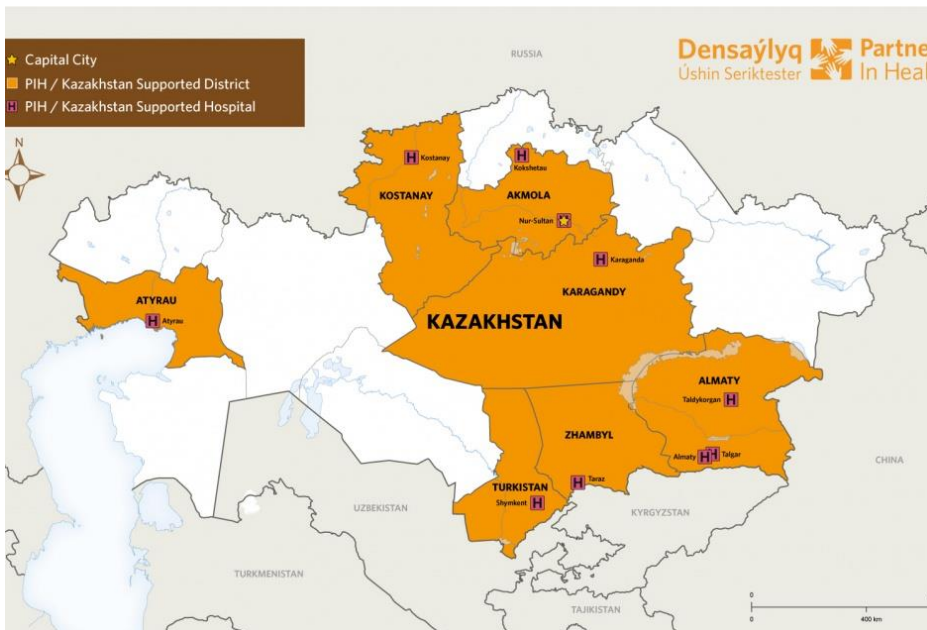 Capital City
PIH / Kazakhstan Supported District
H PIH / Kazakhstan Supported Hospital
Densaýlyq
Úshin Seriktester
Partne
In Heal
RUSSIA
N
H Kostanay
KOSTANAY
H
Kokshetau
AKMOLA
Nur-Sultan
H Karaganda
KARAGANDY
ATYRAU
H Atyrau
KAZAKHSTAN
ALMATY
Taldykorgan H
ZHAMBYL
Almaty H H Talgar
CHINA
TURKISTAN
H Taraz
Shymkent H
UZBEKISTAN
KYRGYZSTAN
TURKMENISTAN
TAJIKISTAN
0
0 400 km